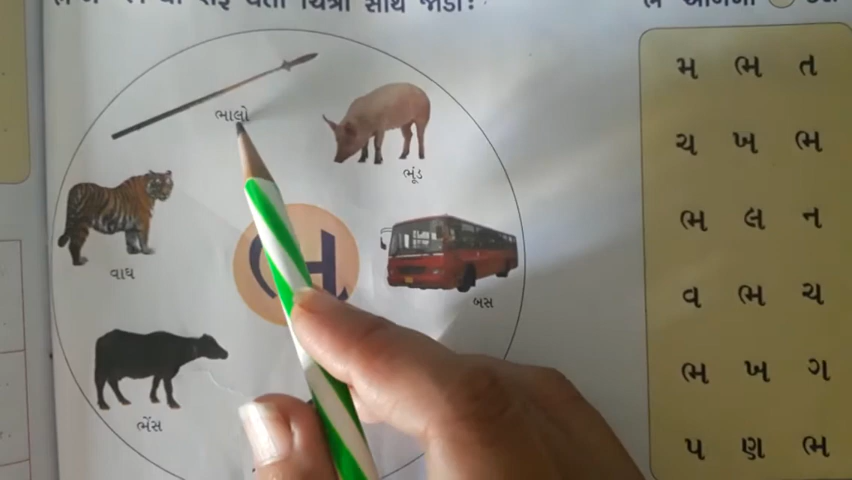 ચિત્રો સાથે જોડો:
ભાલો
ભૂંડ
વાઘ
બસ
ભેંસ
ભ
મ ભ ત
ચ ખ ભ
ભ લ ન
વ ભ ચ
ભ ખ ગ
પ ણ ભ